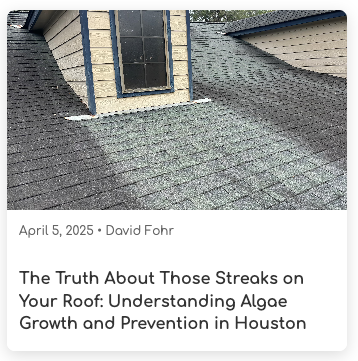 April 5, 2025 • David Fohr
The Truth About Those Streaks on
Your Roof: Understanding Algae
Growth and Prevention in Houston